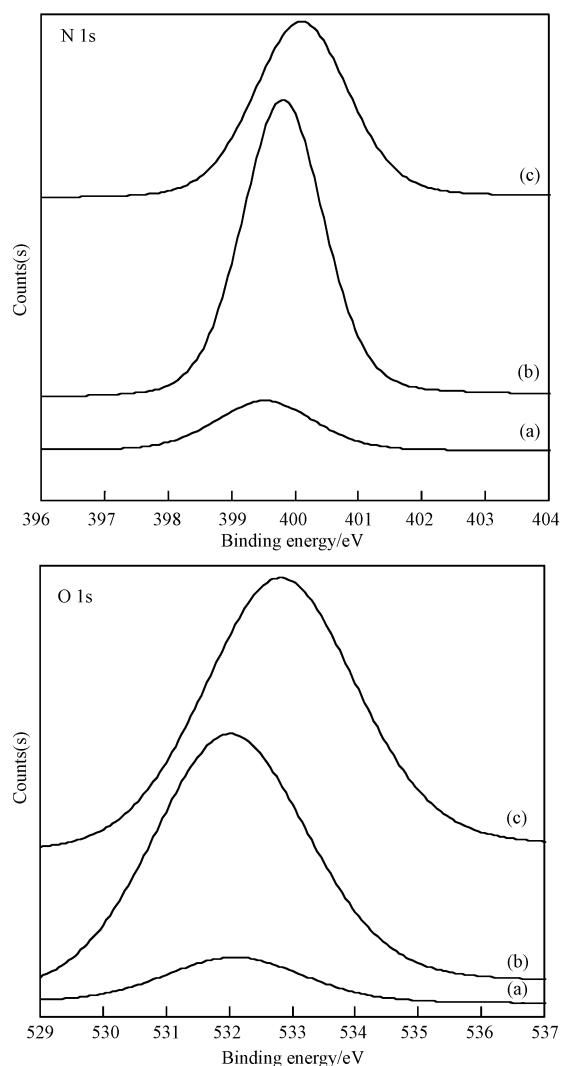 N 1s
(c)
Counts(s)
(b)
(a)
396 397 398 399 400 401 402 403 404
Binding energy/eV
O 1s
Counts(s)
(c)
(b)
(a)
529 530 531 532 533 534 535 536 537
Binding energy/eV